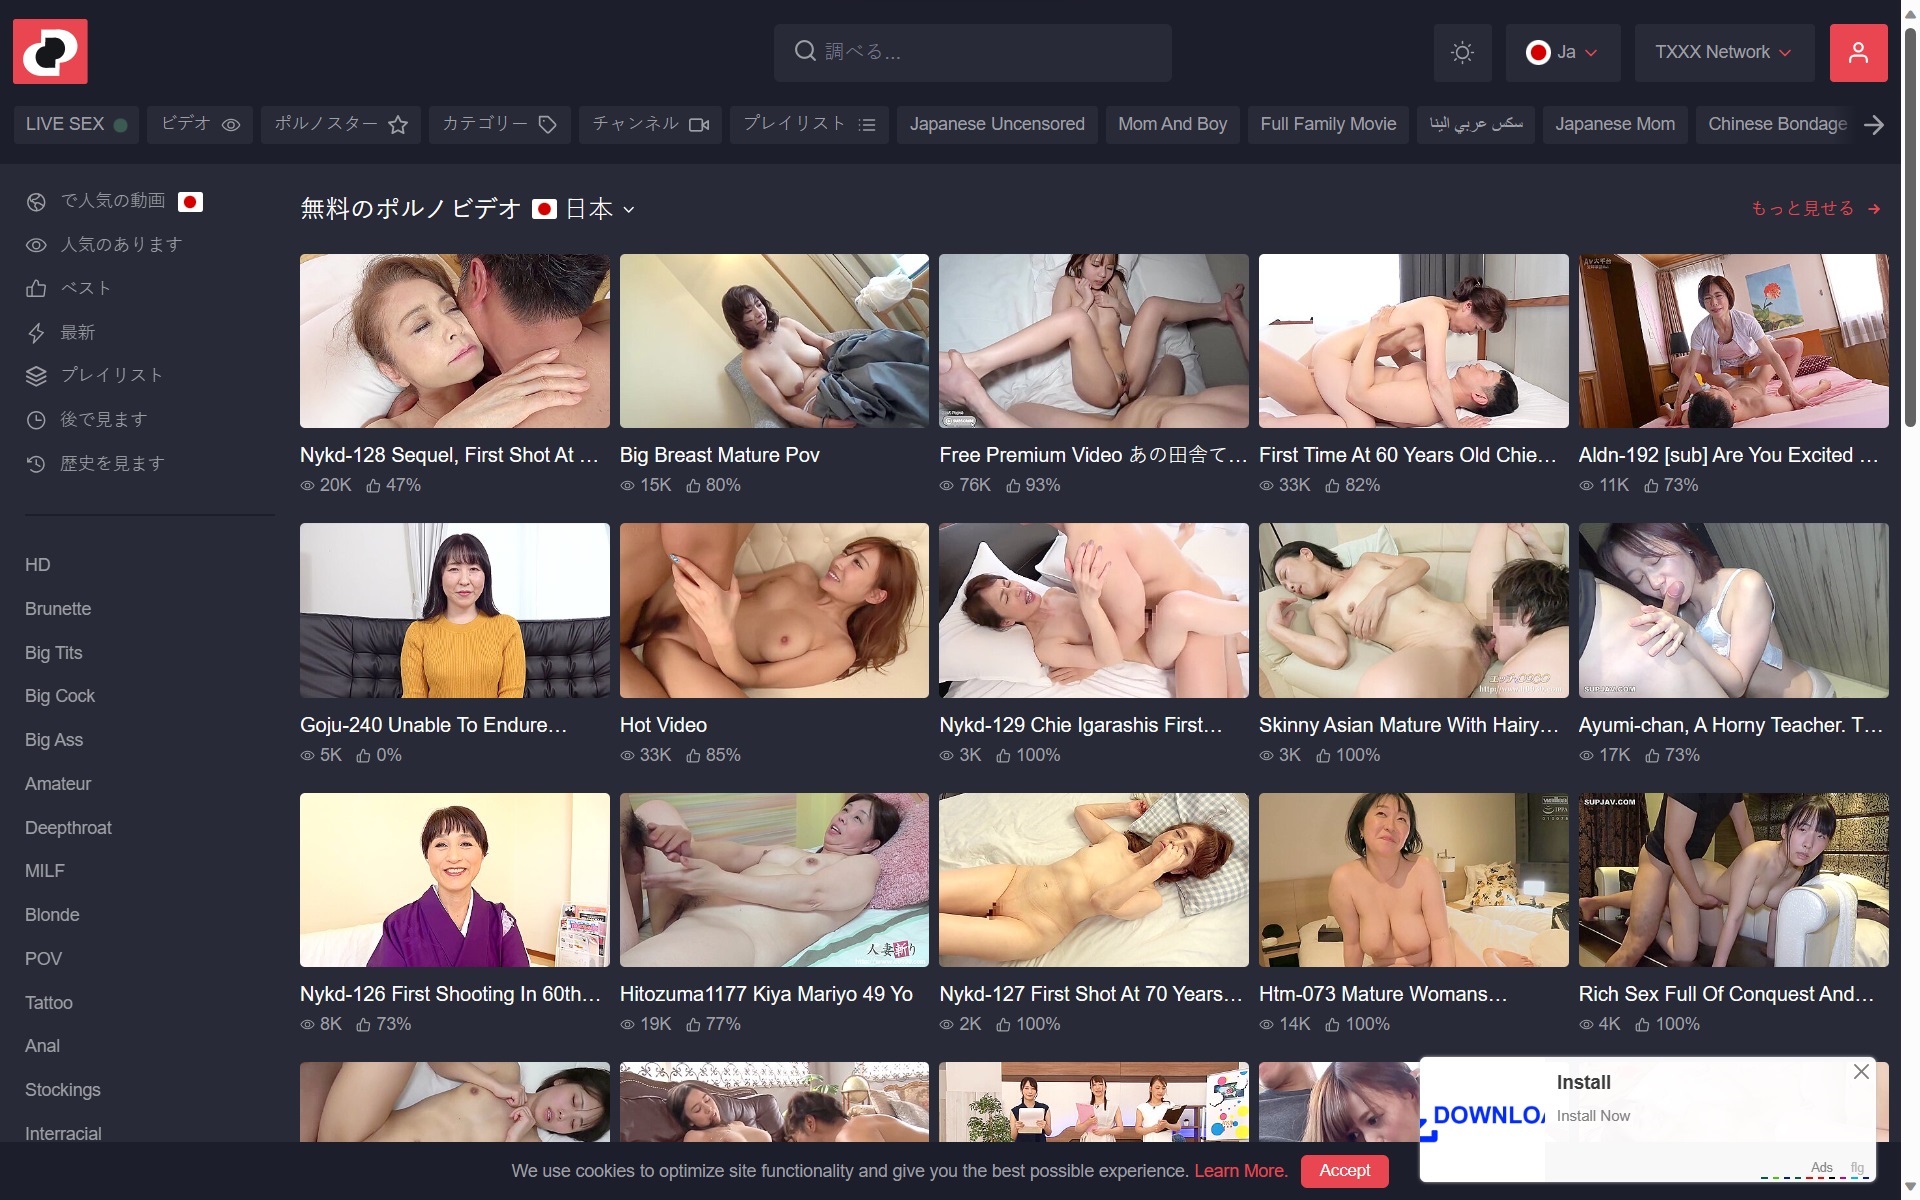 調べる...
Ja
TXXX Network
LIVE SEX
ビデオ
ポルノスター
カテゴリー
チャンネル
プレイリスト
Japanese Uncensored
Mom And Boy
Full Family Movie
سكس عربي الينا
Japanese Mom
Chinese Bondage
で人気の動画
人気のあります
ベスト
最新
プレイリスト
後で見ます
歴史を見ます
HD
Brunette
Big Tits
Big Cock
Big Ass
Amateur
Deepthroat
MILF
Blonde
POV
Tattoo
Anal
Stockings
Interracial
無料のポルノビデオ 日本
もっと見せる
Nykd-128 Sequel, First Shot At ...
20K 47%
Big Breast Mature Pov
15K 80%
Free Premium Video あの田舎て...
76K 93%
First Time At 60 Years Old Chie...
33K 82%
Aldn-192 [sub] Are You Excited ...
11K 73%
Goju-240 Unable To Endure...
5K 0%
Hot Video
33K 85%
Nykd-129 Chie Igarashis First...
3K 100%
Skinny Asian Mature With Hairy...
3K 100%
SUPJAV.COM
Ayumi-chan, A Horny Teacher. T...
17K 73%
Nykd-126 First Shooting In 60th...
8K 73%
人妻斬り
Hitozuma1177 Kiya Mariyo 49 Yo
19K 77%
Nykd-127 First Shot At 70 Years...
2K 100%
Htm-073 Mature Womans...
14K 100%
SUPJAV.COM
Rich Sex Full Of Conquest And...
4K 100%
Install
Install Now
DOWNLOA
Ads
flg
We use cookies to optimize site functionality and give you the best possible experience. Learn More.
Accept